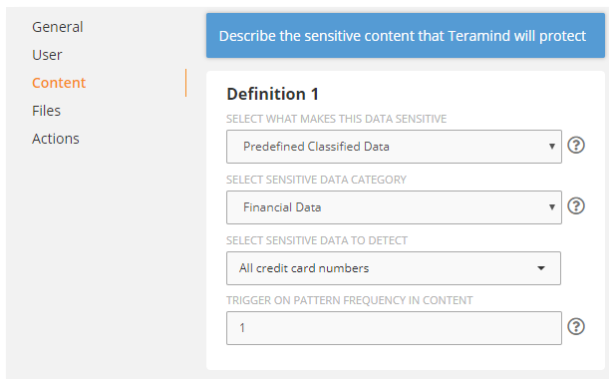 General
User
Content
Files
Actions
Describe the sensitive content that Teramind will protect
Definition 1
SELECT WHAT MAKES THIS DATA SENSITIVE
Predefined Classified Data
?
SELECT SENSITIVE DATA CATEGORY
Financial Data
?
SELECT SENSITIVE DATA TO DETECT
All credit card numbers
TRIGGER ON PATTERN FREQUENCY IN CONTENT
1
?